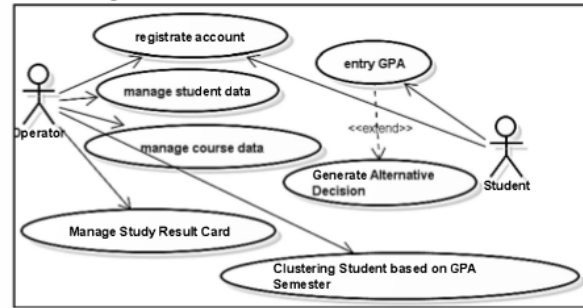 registrate account
entry GPA
manage student data
Operator
<<extend>>
manage course data
Generate Alternative
Decision
Student
Manage Study Result Card
Clustering Student based on GPA
Semester